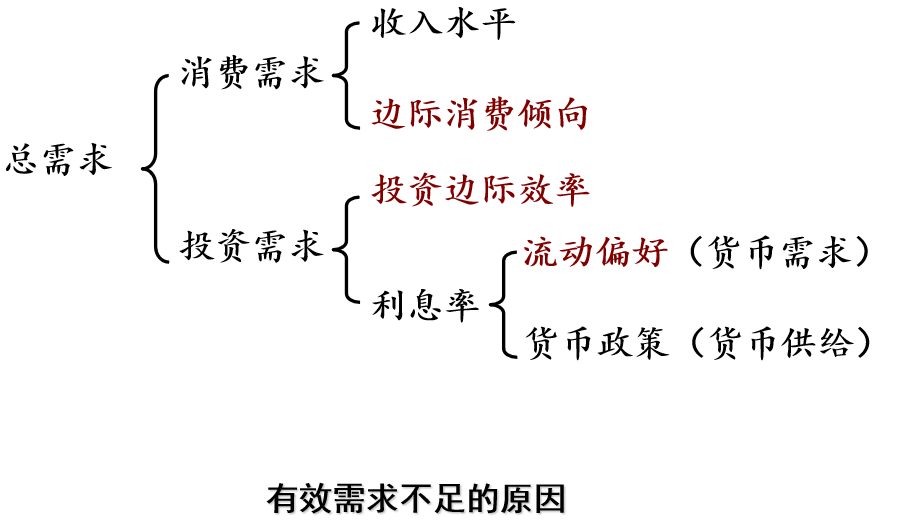 收入水平
消费需求
边际消费倾向
总需求
投资边际效率
投资需求
流动偏好（货币需求）
利息率
货币政策（货币供给）
有效需求不足的原因